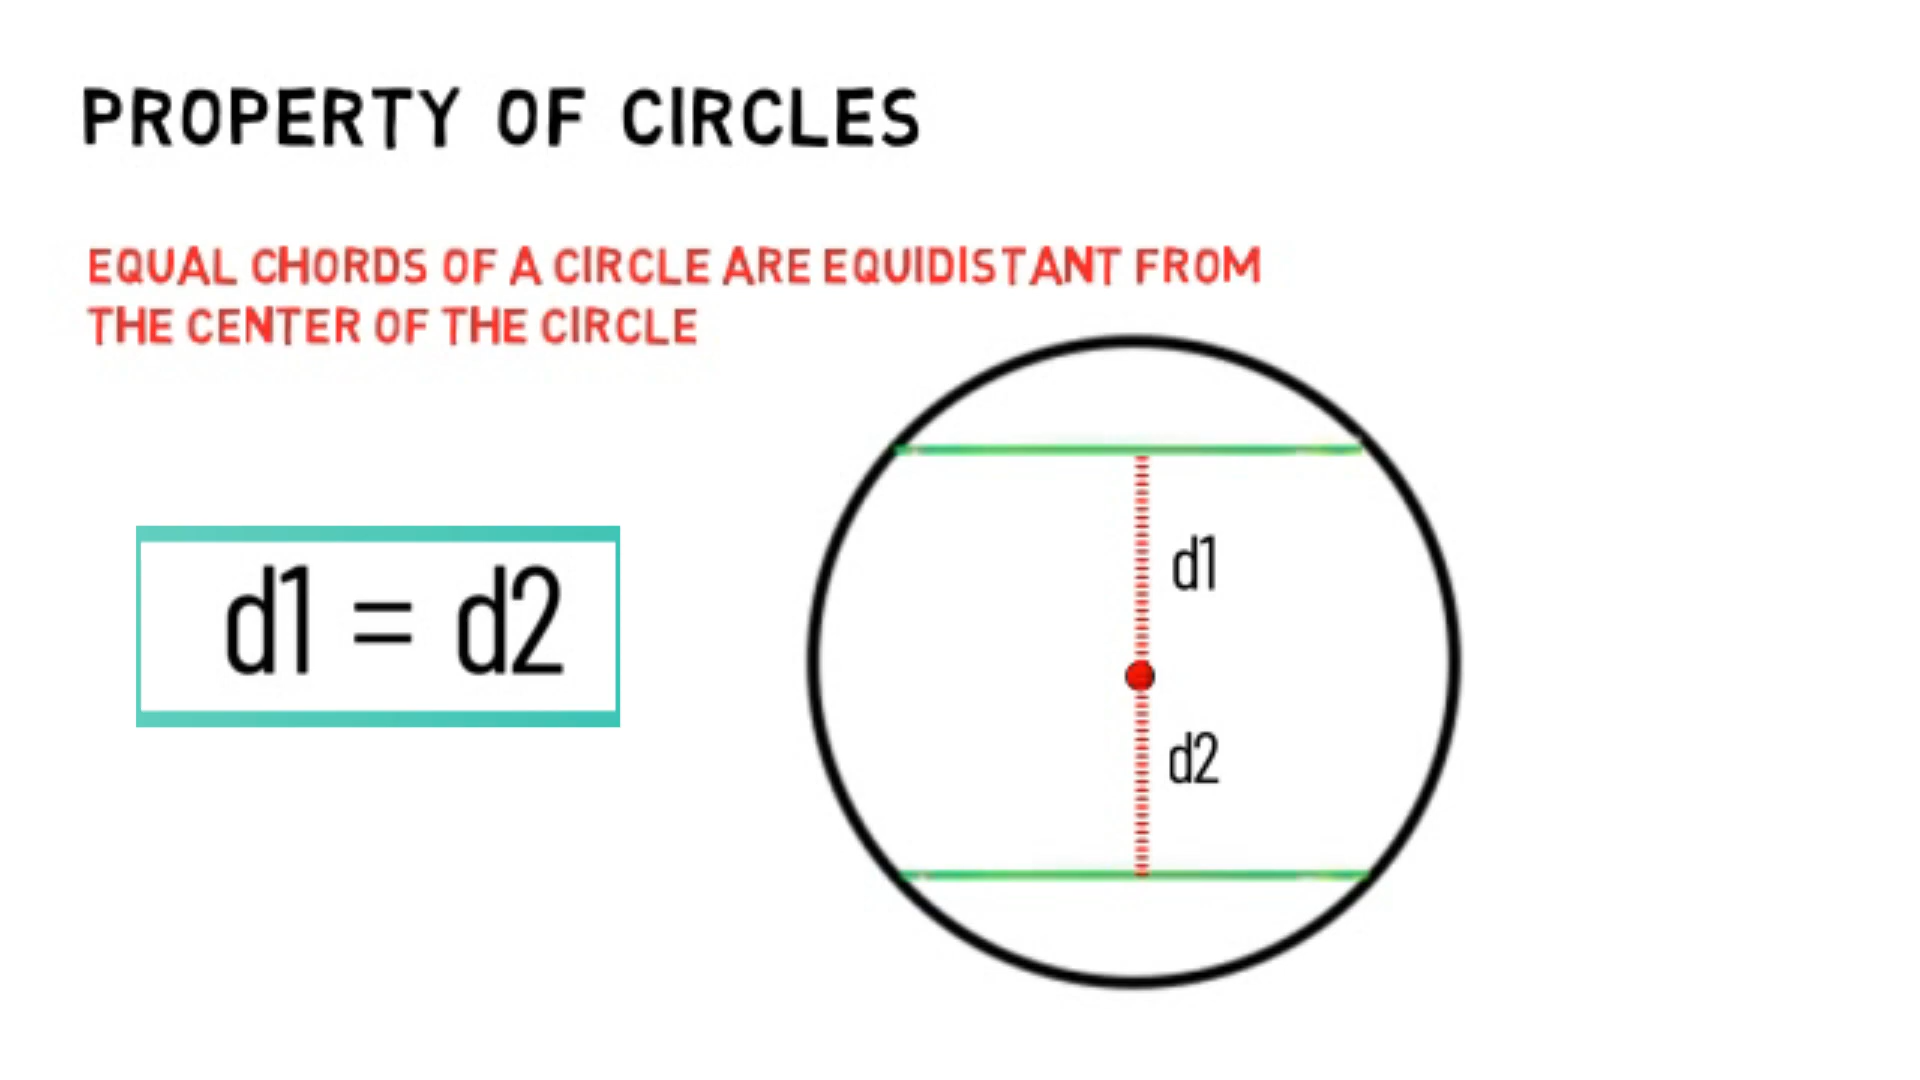 PROPERTY OF CIRCLES
EQUAL CHORDS OF A CIRCLE ARE EQUIDISTANT FROM
THE CENTER OF THE CIRCLE
d1 = d2
d1
d2